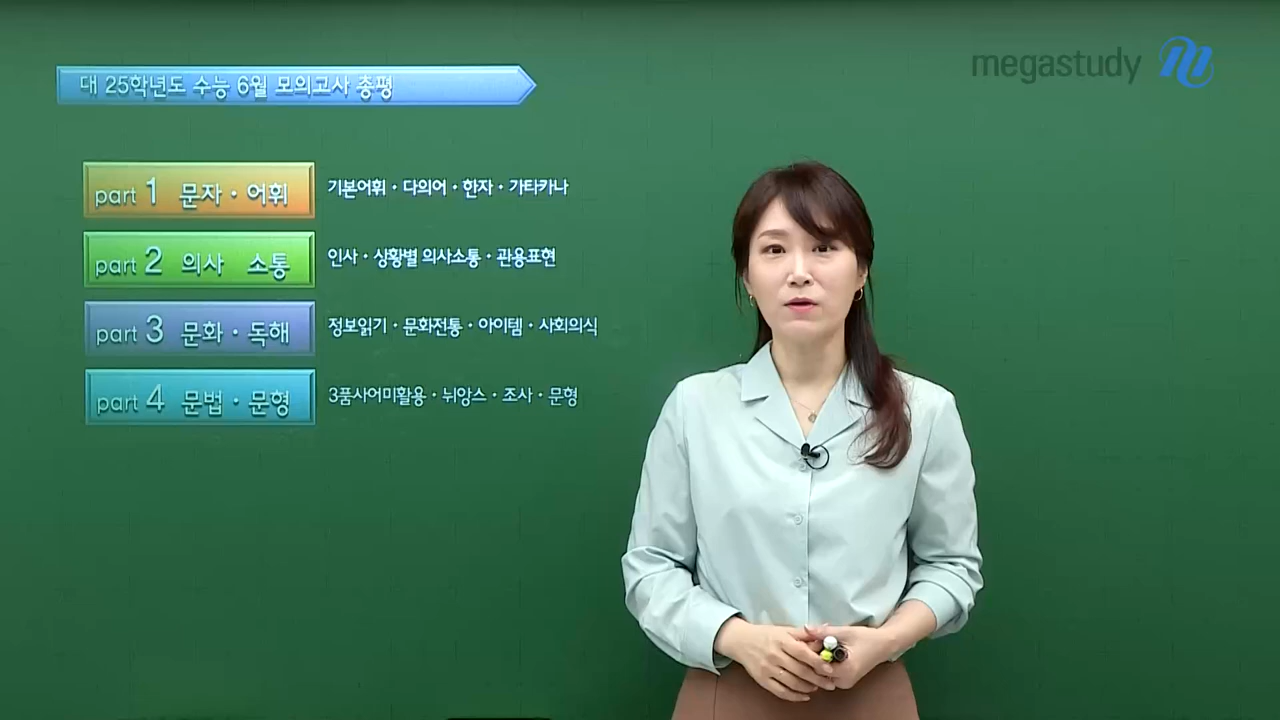 megastudy
대 25학년도 수능 6월 모의고사 총평
part 1 문자・어휘 기본어휘・다의어・한자・가타카나
part 2 의사 소통 인사・상황별 의사소통・관용표현
part 3 문화・독해 정보읽기・문화전통・아이템・사회의식
part 4 문법・문형 3품사어미활용・뉘앙스・조사・문형